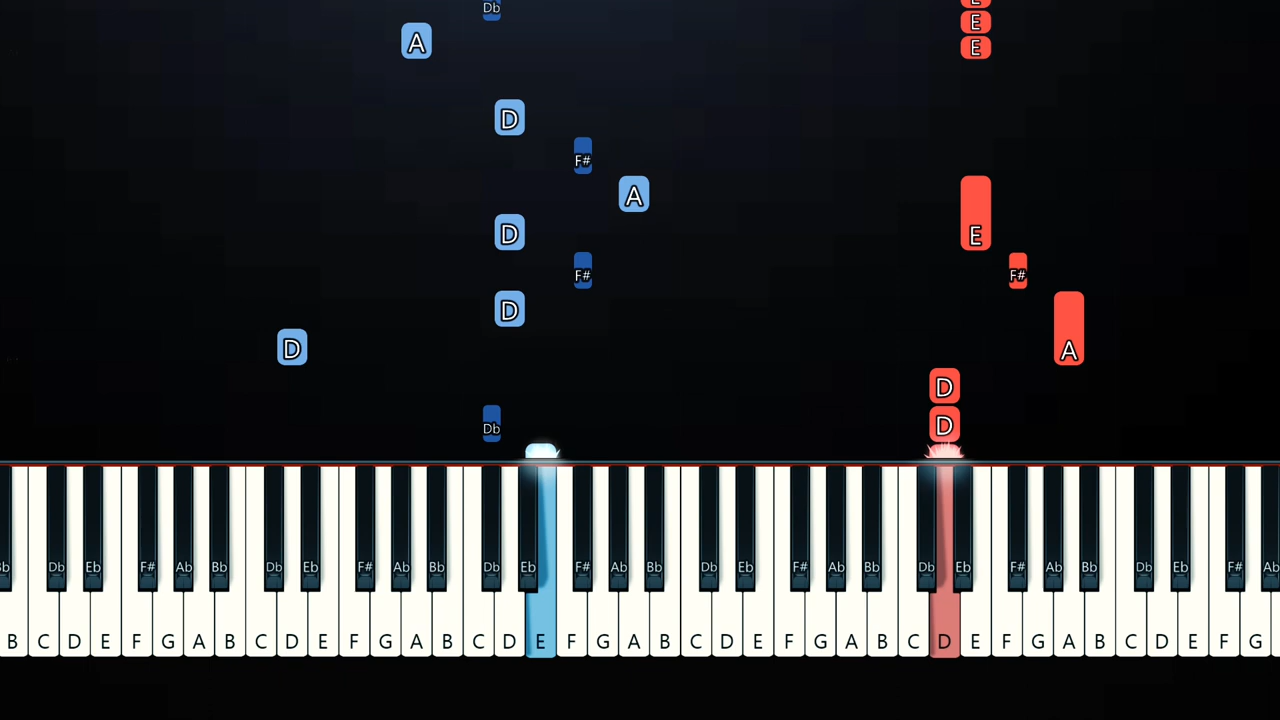 Db E
E
A E
D
F#
A
D E
F# F#
D
D A
D
Db D
Bb Db Eb F# Ab Bb Db Eb F# Ab Bb Db Eb F# Ab Bb Db Eb F# Ab Bb Db Eb F# Ab Bb Db Eb F# Ab
B C D E F G A B C D E F G A B C D E F G A B C D E F G A B C D E F G A B C D E F G